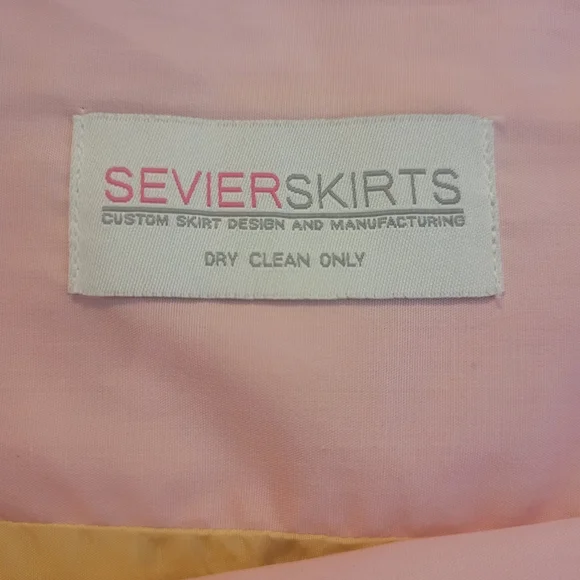 SEVIERSKIRTS
CUSTOM SKIRT DESIGN AND MANUFACTURING
DRY CLEAN ONLY